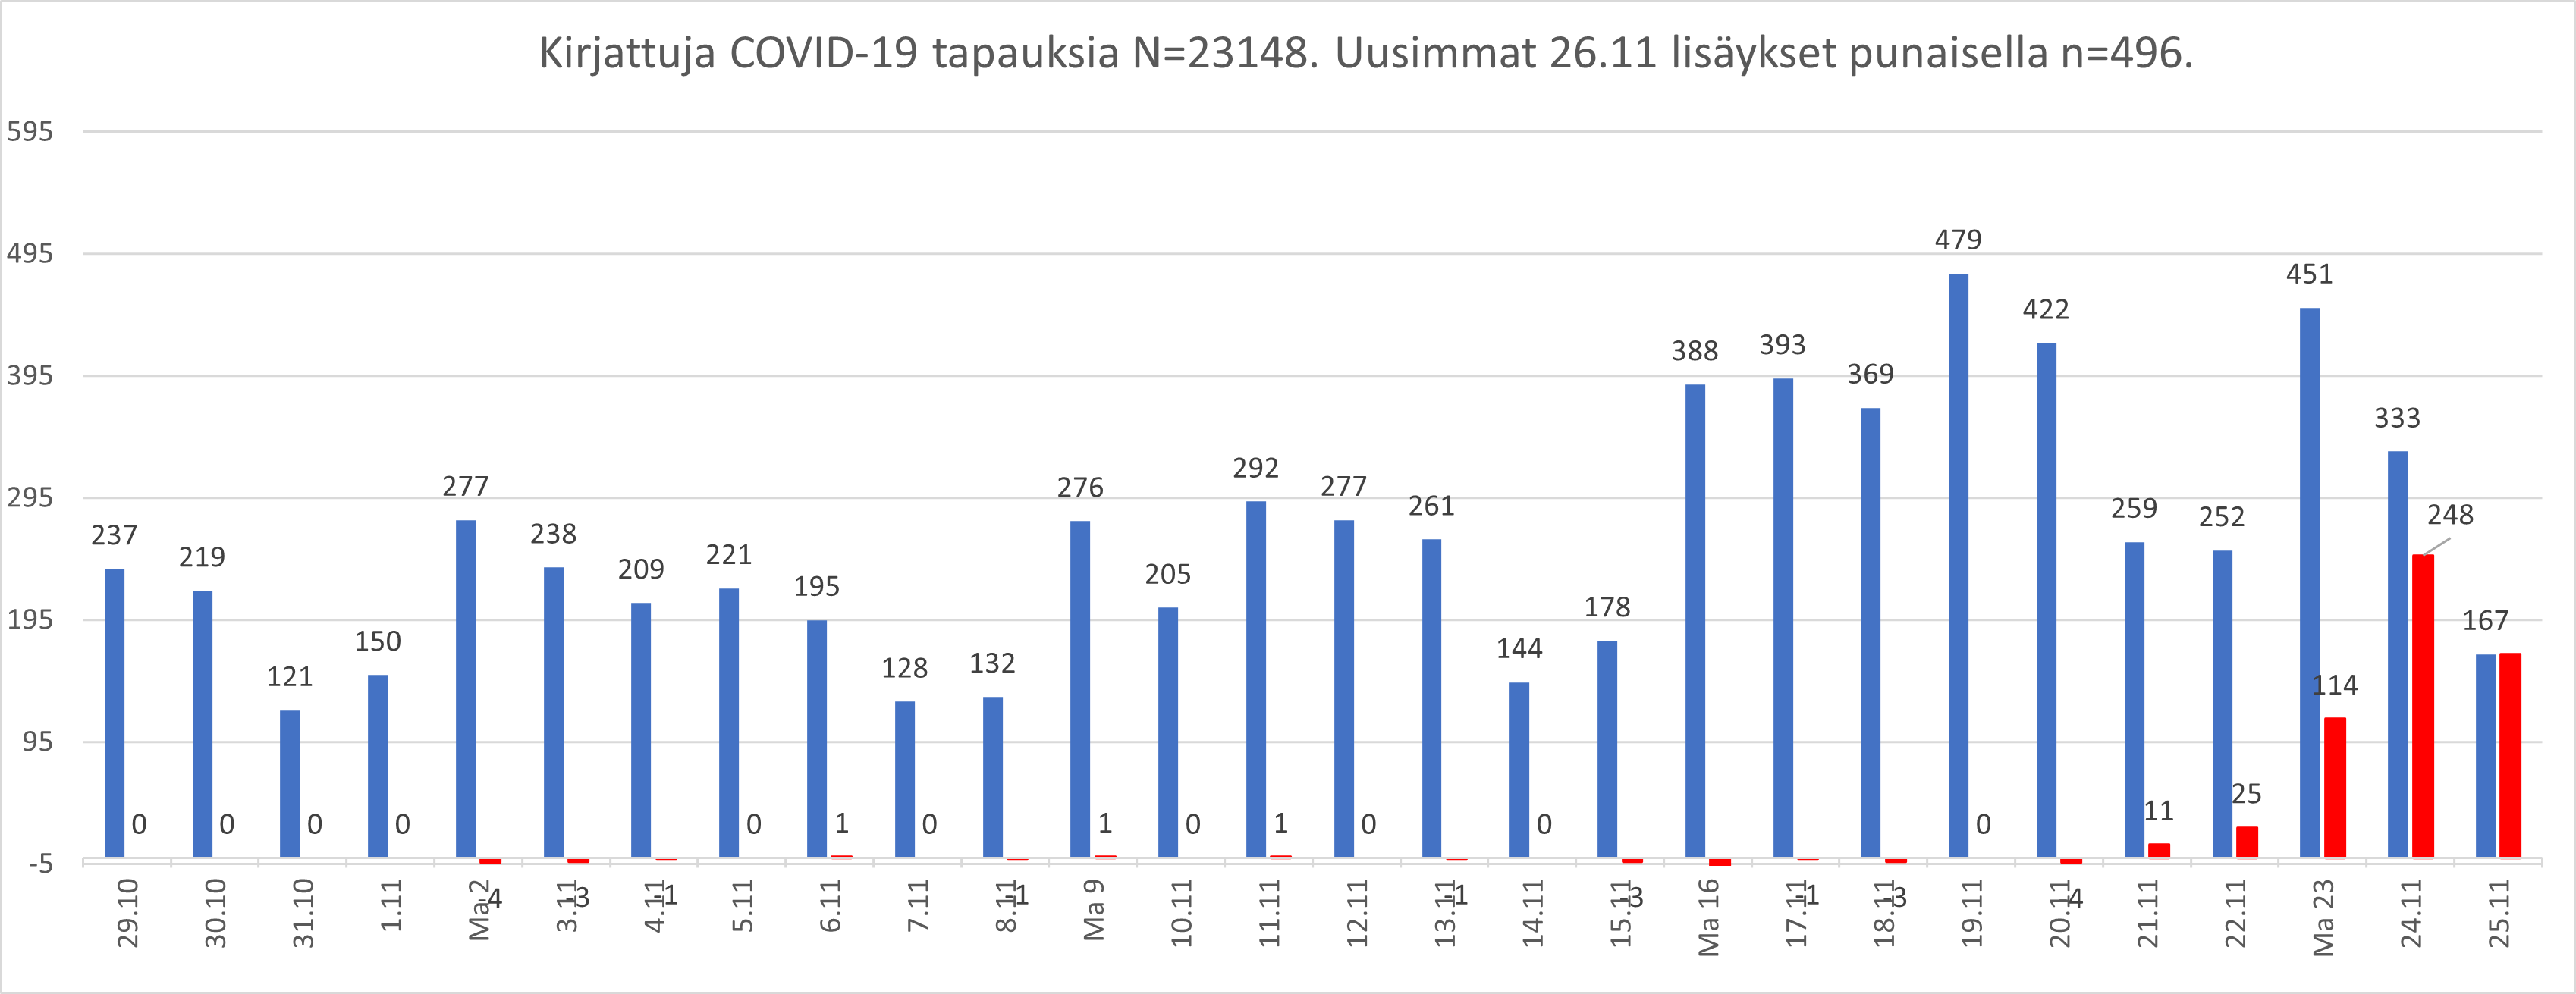 Kirjattuja COVID-19 tapauksia N=23148. Uusimmat 26.11 lisäykset punaisella n=496.
595
495
395
295
195
95
-5
237 219 121 150 277 238 209 221 195 128 132 276 205 292 277 261 144 178 388 393 369 479 422 259 252 451 333 167
0 0 0 0 -4 -3 -1 0 1 0 -1 1 0 1 0 -1 0 -3 -1 -3 0 -4 11 25 114 248
29.10 30.10 31.10 1.11 Ma 2 3.11 4.11 5.11 6.11 7.11 8.11 Ma 9 10.11 11.11 12.11 13.11 14.11 15.11 Ma 16 17.11 18.11 19.11 20.11 21.11 22.11 Ma 23 24.11 25.11